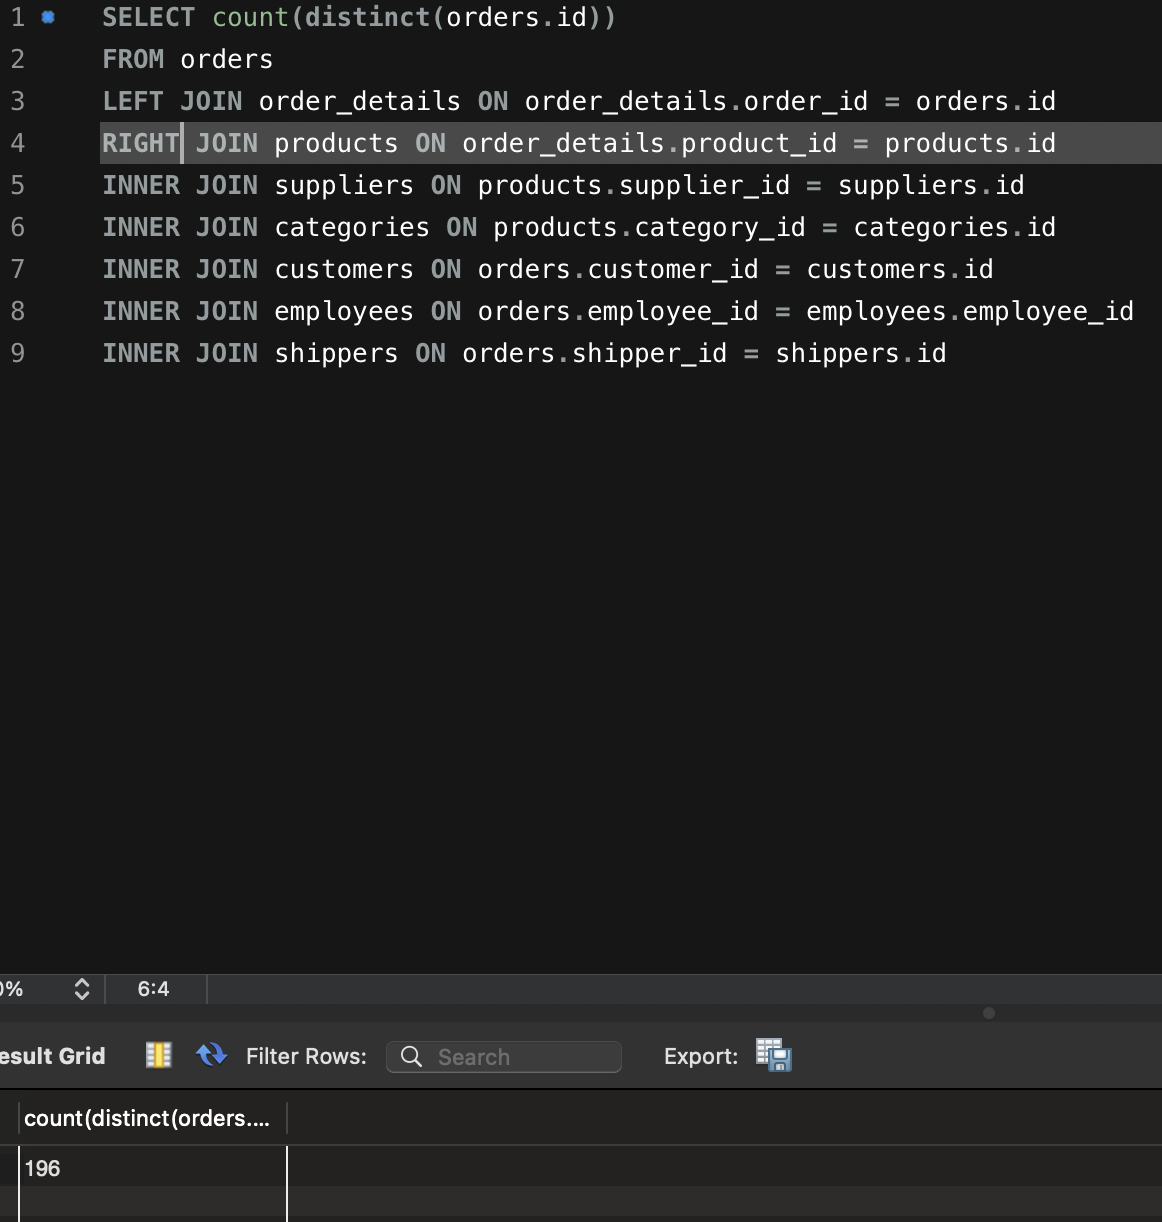 1 SELECT count(distinct(orders.id))
2 FROM orders
3 LEFT JOIN order_details ON order_details.order_id = orders.id
4 RIGHT JOIN products ON order_details.product_id = products.id
5 INNER JOIN suppliers ON products.supplier_id = suppliers.id
6 INNER JOIN categories ON products.category_id = categories.id
7 INNER JOIN customers ON orders.customer_id = customers.id
8 INNER JOIN employees ON orders.employee_id = employees.employee_id
9 INNER JOIN shippers ON orders.shipper_id = shippers.id
0% 6:4
esult Grid Filter Rows: Search Export:
count(distinct(orders....
196